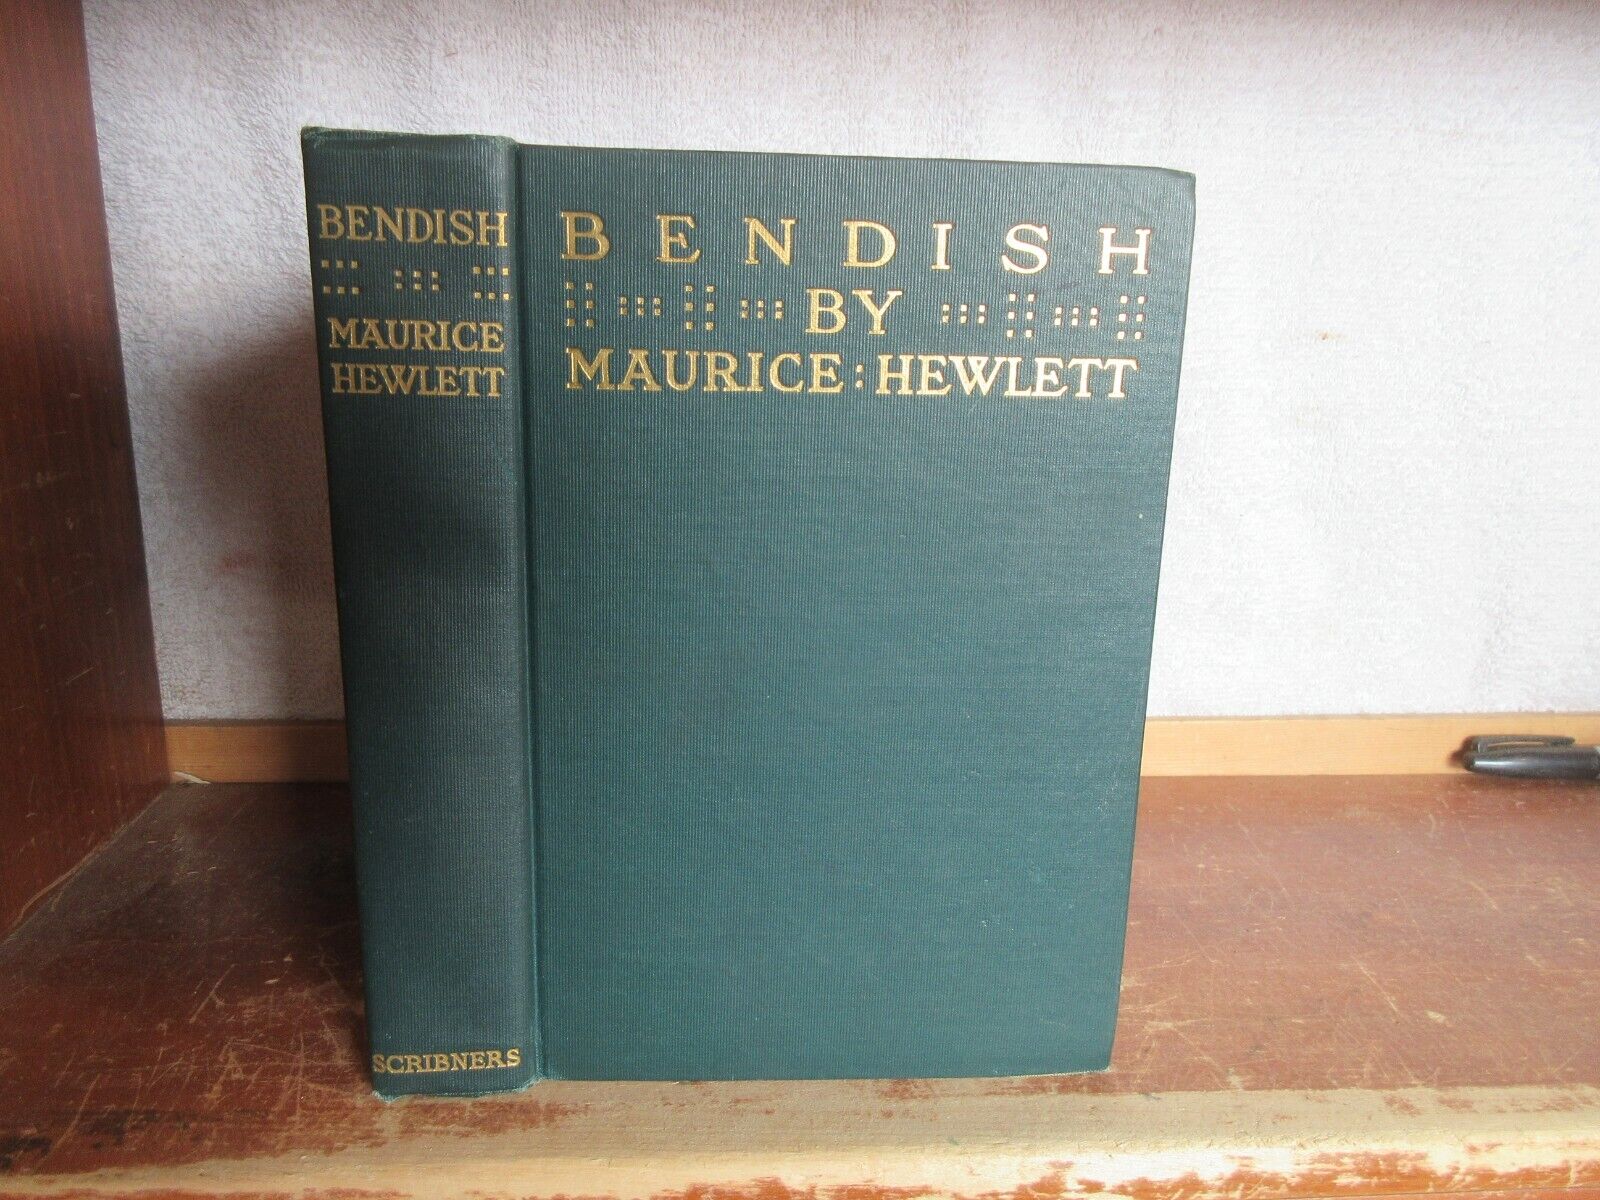 BENDISH
MAURICE
HEWLETT
SCRIBNERS
BENDISH
BY
MAURICE : HEWLETT